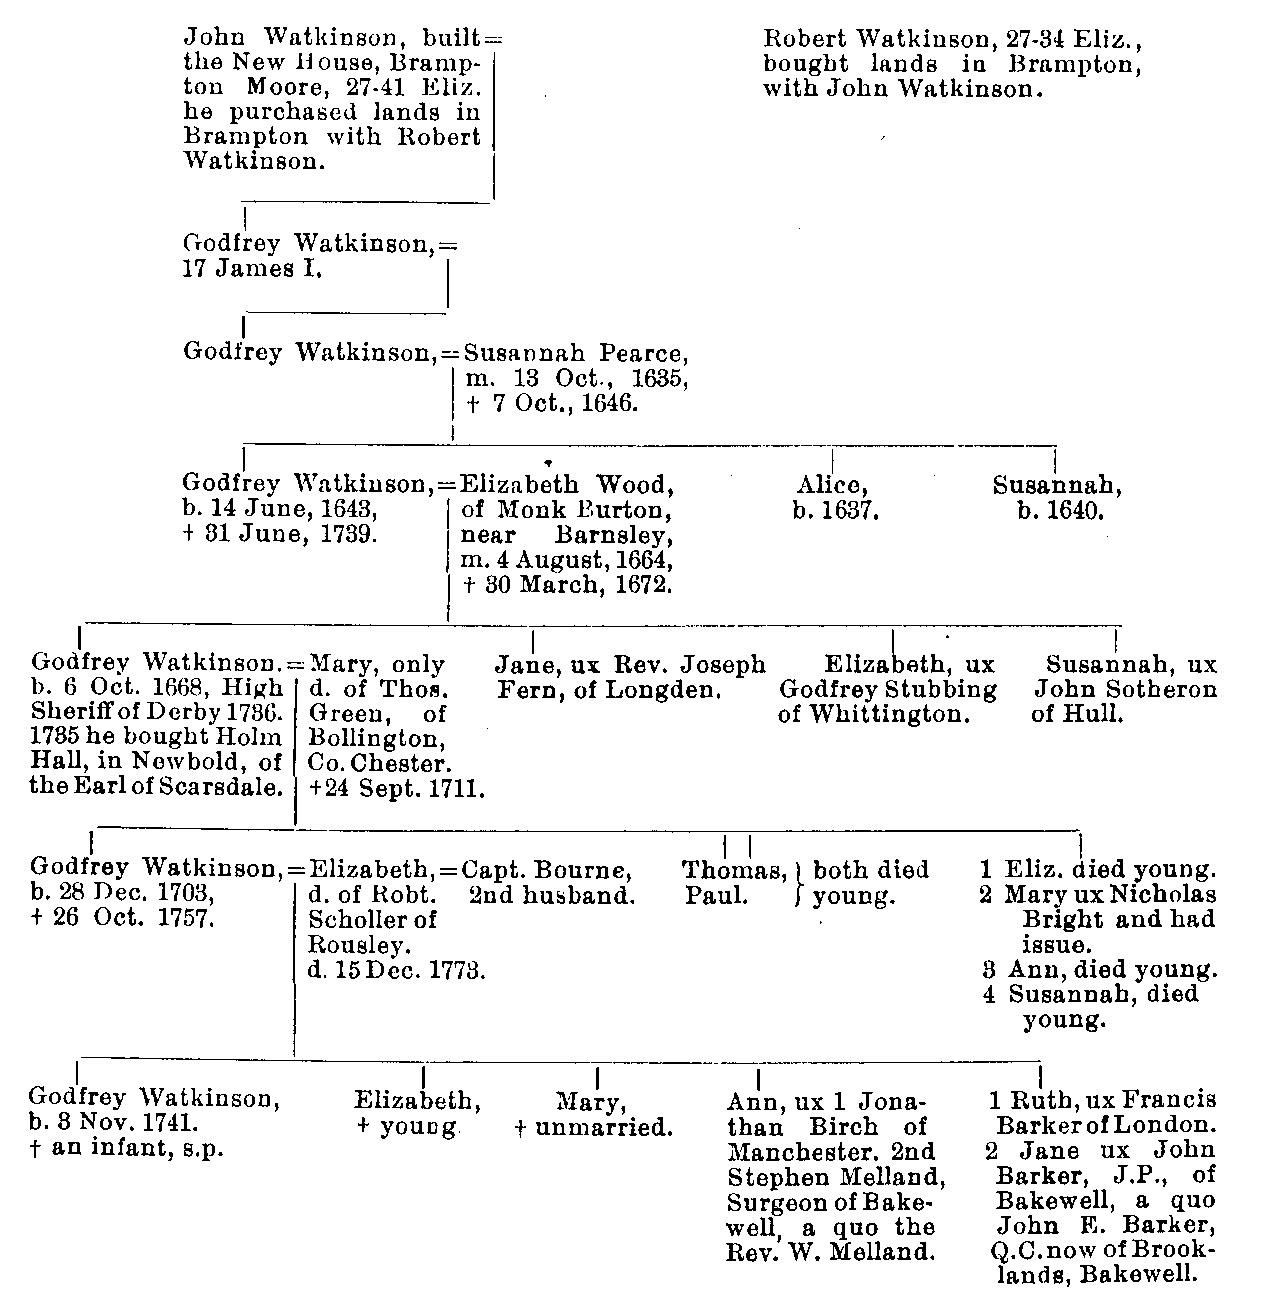 John Watkinson, built=
the New House, Bramp-
ton Moore, 27-41 Eliz.
he purchased lands in
Brampton with Robert
Watkinson.
Robert Watkinson, 27-34 Eliz.,
bought lands in Brampton,
with John Watkinson.
Godfrey Watkinson,=
17 James I.
Godfrey Watkinson,=Susannah Pearce,
m. 13 Oct., 1635,
† 7 Oct., 1646.
Godfrey Watkinson,=
b. 14 June, 1643,
† 31 June, 1739.
Elizabeth Wood,
of Monk Burton,
near Barnsley,
m. 4 August, 1664,
† 30 March, 1672.
Alice,
b. 1637.
Susannah,
b. 1640.
Godfrey Watkinson.=
b. 6 Oct. 1668, High
Sheriff of Derby 1736.
1735 he bought Holm
Hall, in Newbold, of
the Earl of Scarsdale.
Mary, only
d. of Thos.
Green, of
Bollington,
Co. Chester.
†24 Sept. 1711.
Jane, ux Rev. Joseph
Fern, of Longden.
Elizabeth, ux
Godfrey Stubbing
of Whittington.
Susannah, ux
John Sotheron
of Hull.
Godfrey Watkinson,=
b. 28 Dec. 1703,
† 26 Oct. 1757.
Elizabeth,=
d. of Robt.
Scholler of
Rousley.
d. 15 Dec. 1773.
Capt. Bourne,
2nd husband.
Thomas, } both died
Paul. } young.
1 Eliz. died young.
2 Mary ux Nicholas
Bright and had
issue.
3 Ann, died young.
4 Susannah, died
young.
Godfrey Watkinson,
b. 3 Nov. 1741.
† an infant, s.p.
Elizabeth,
† young
Mary,
† unmarried.
Ann, ux 1 Jona-
than Birch of
Manchester. 2nd
Stephen Melland,
Surgeon of Bake-
well, a quo the
Rev. W. Melland.
1 Ruth, ux Francis
Barker of London.
2 Jane ux John
Barker, J.P., of
Bakewell, a quo
John E. Barker,
Q.C. now of Brook-
lands, Bakewell.